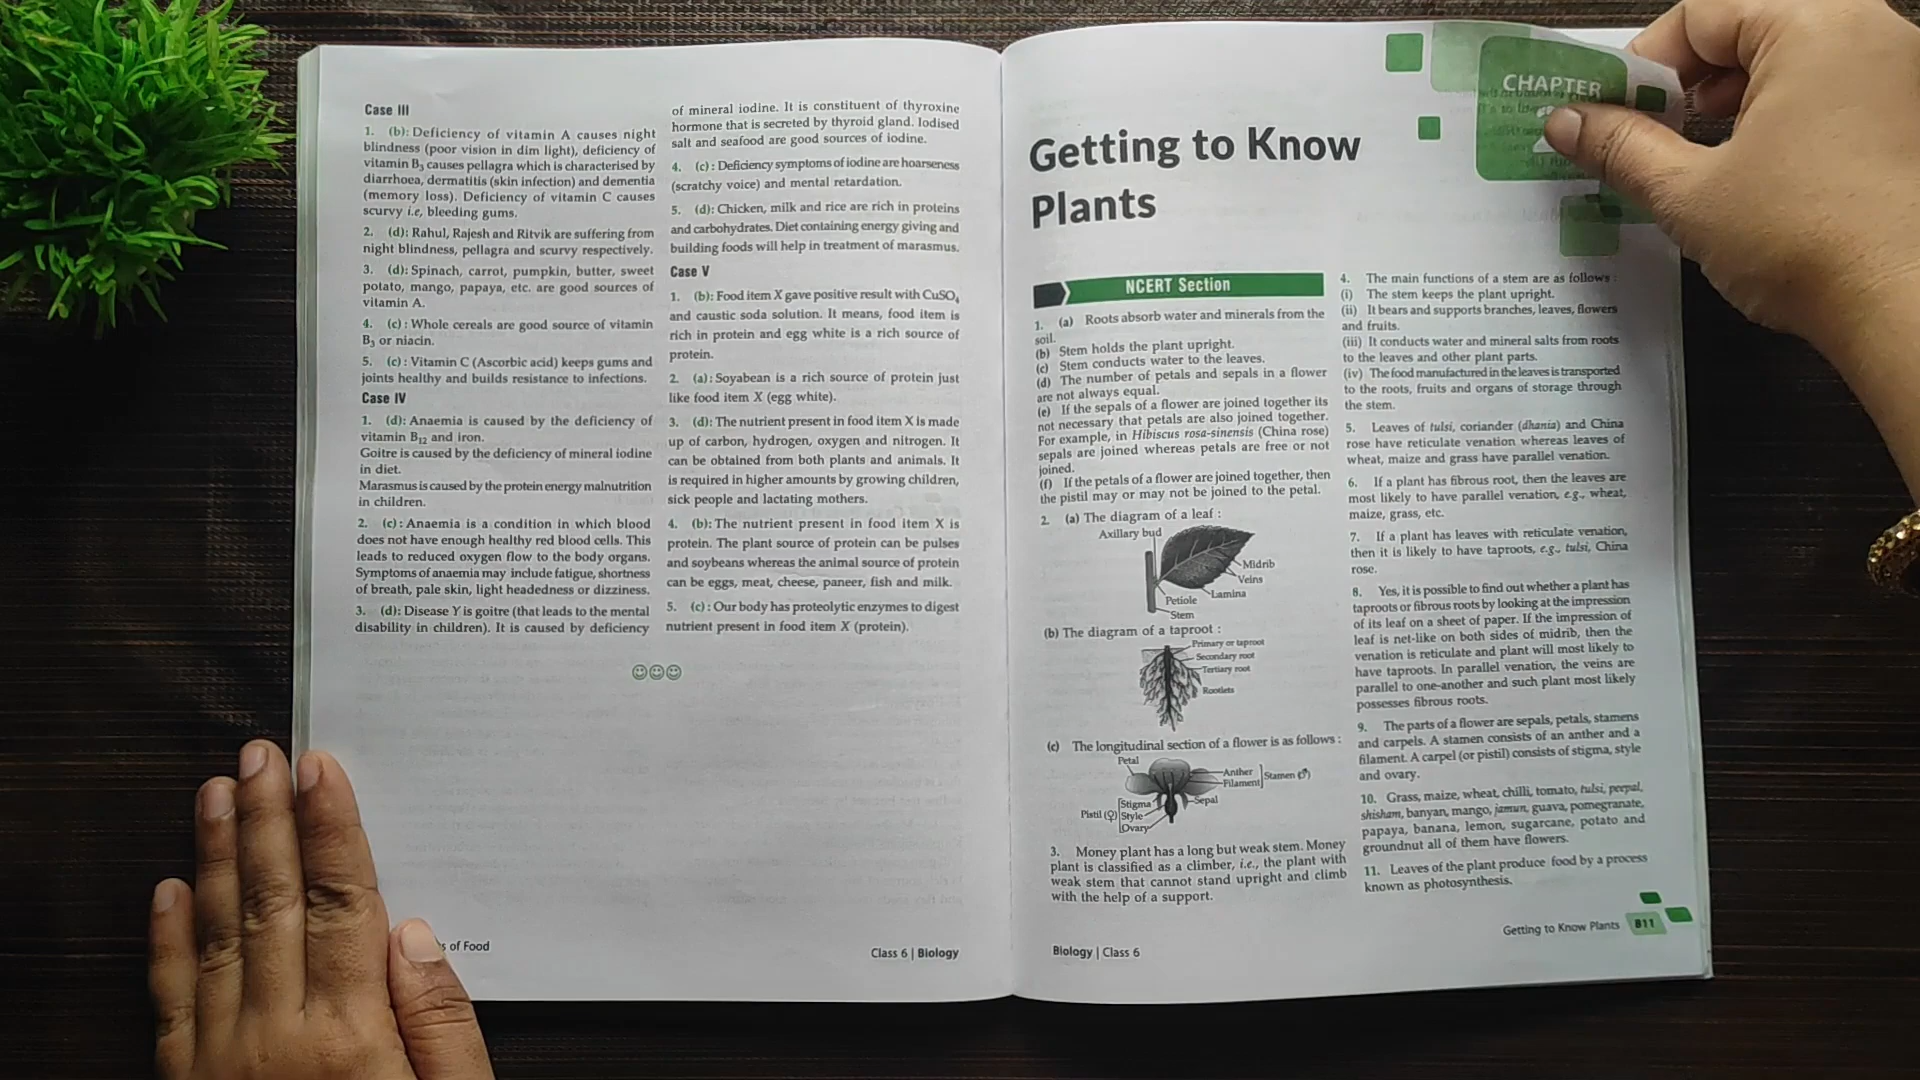 Case III
1. (b): Deficiency of vitamin A causes night
blindness (poor vision in dim light), deficiency of
vitamin B₃ causes pellagra which is characterised by
diarrhoea, dermatitis (skin infection) and dementia
(memory loss). Deficiency of vitamin C causes
scurvy i.e, bleeding gums.
2. (d): Rahul, Rajesh and Ritvik are suffering from
night blindness, pellagra and scurvy respectively.
3. (d): Spinach, carrot, pumpkin, butter, sweet
potato, mango, papaya, etc. are good sources of
vitamin A.
4. (c): Whole cereals are good source of vitamin
B₃ or niacin.
5. (c): Vitamin C (Ascorbic acid) keeps gums and
joints healthy and builds resistance to infections.
Case IV
1. (d): Anaemia is caused by the deficiency of
vitamin B₁₂ and iron.
Goitre is caused by the deficiency of mineral iodine
in diet.
Marasmus is caused by the protein energy malnutrition
in children.
2. (c): Anaemia is a condition in which blood
does not have enough healthy red blood cells. This
leads to reduced oxygen flow to the body organs.
Symptoms of anaemia may include fatigue, shortness
of breath, pale skin, light headedness or dizziness.
3. (d): Disease Y is goitre (that leads to the mental
disability in children). It is caused by deficiency
of mineral iodine. It is constituent of thyroxine
hormone that is secreted by thyroid gland. Iodised
salt and seafood are good sources of iodine.
4. (c): Deficiency symptoms of iodine are hoarseness
(scratchy voice) and mental retardation.
5. (d): Chicken, milk and rice are rich in proteins
and carbohydrates. Diet containing energy giving and
building foods will help in treatment of marasmus.
Case V
1. (b): Food item X gave positive result with CuSO₄
and caustic soda solution. It means, food item is
rich in protein and egg white is a rich source of
protein.
2. (a): Soyabean is a rich source of protein just
like food item X (egg white).
3. (d): The nutrient present in food item X is made
up of carbon, hydrogen, oxygen and nitrogen. It
can be obtained from both plants and animals. It
is required in higher amounts by growing children,
sick people and lactating mothers.
4. (b): The nutrient present in food item X is
protein. The plant source of protein can be pulses
and soybeans whereas the animal source of protein
can be eggs, meat, cheese, paneer, fish and milk.
5. (c): Our body has proteolytic enzymes to digest
nutrient present in food item X (protein).
of Food
Class 6 | Biology
CHAPTER
Getting to Know
Plants
NCERT Section
1. (a) Roots absorb water and minerals from the
soil.
(b) Stem holds the plant upright.
(c) Stem conducts water to the leaves.
(d) The number of petals and sepals in a flower
are not always equal.
(e) If the sepals of a flower are joined together its
not necessary that petals are also joined together.
For example, in Hibiscus rosa-sinensis (China rose)
sepals are joined whereas petals are free or not
joined.
(f) If the petals of a flower are joined together, then
the pistil may or may not be joined to the petal.
2. (a) The diagram of a leaf :
Axillary bud
Midrib
Veins
Lamina
Petiole
Stem
(b) The diagram of a taproot :
Primary or taproot
Secondary root
Tertiary root
Rootlets
(c) The longitudinal section of a flower is as follows :
Petal
Anther
Filament
Stamen (♂)
Sepal
Stigma
Pistil (♀) Style
Ovary
3. Money plant has a long but weak stem. Money
plant is classified as a climber, i.e., the plant with
weak stem that cannot stand upright and climb
with the help of a support.
4. The main functions of a stem are as follows :
(i) The stem keeps the plant upright.
(ii) It bears and supports branches, leaves, flowers
and fruits.
(iii) It conducts water and mineral salts from roots
to the leaves and other plant parts.
(iv) The food manufactured in the leaves is transported
to the roots, fruits and organs of storage through
the stem.
5. Leaves of tulsi, coriander (dhania) and China
rose have reticulate venation whereas leaves of
wheat, maize and grass have parallel venation.
6. If a plant has fibrous root, then the leaves are
most likely to have parallel venation, e.g., wheat,
maize, grass, etc.
7. If a plant has leaves with reticulate venation,
then it is likely to have taproots, e.g., tulsi, China
rose.
8. Yes, it is possible to find out whether a plant has
taproots or fibrous roots by looking at the impression
of its leaf on a sheet of paper. If the impression of
leaf is net-like on both sides of midrib, then the
venation is reticulate and plant will most likely to
have taproots. In parallel venation, the veins are
parallel to one-another and such plant most likely
possesses fibrous roots.
9. The parts of a flower are sepals, petals, stamens
and carpels. A stamen consists of an anther and a
filament. A carpel (or pistil) consists of stigma, style
and ovary.
10. Grass, maize, wheat, chilli, tomato, tulsi, peepal,
shisham, banyan, mango, jamun, guava, pomegranate,
papaya, banana, lemon, sugarcane, potato and
groundnut all of them have flowers.
11. Leaves of the plant produce food by a process
known as photosynthesis.
Getting to Know Plants B11
Biology | Class 6